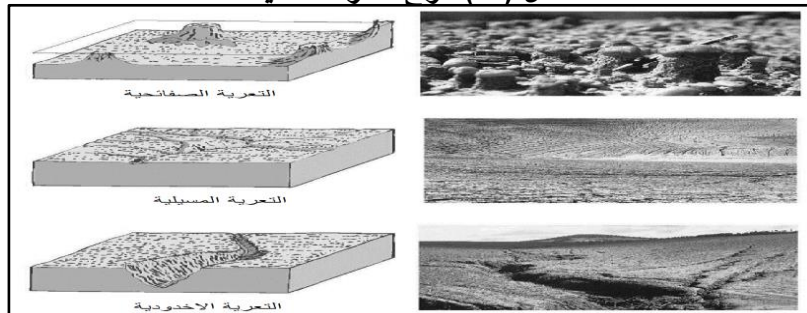 التعرية الصفائحية
التعرية المسيلية
التعرية الاخدودية